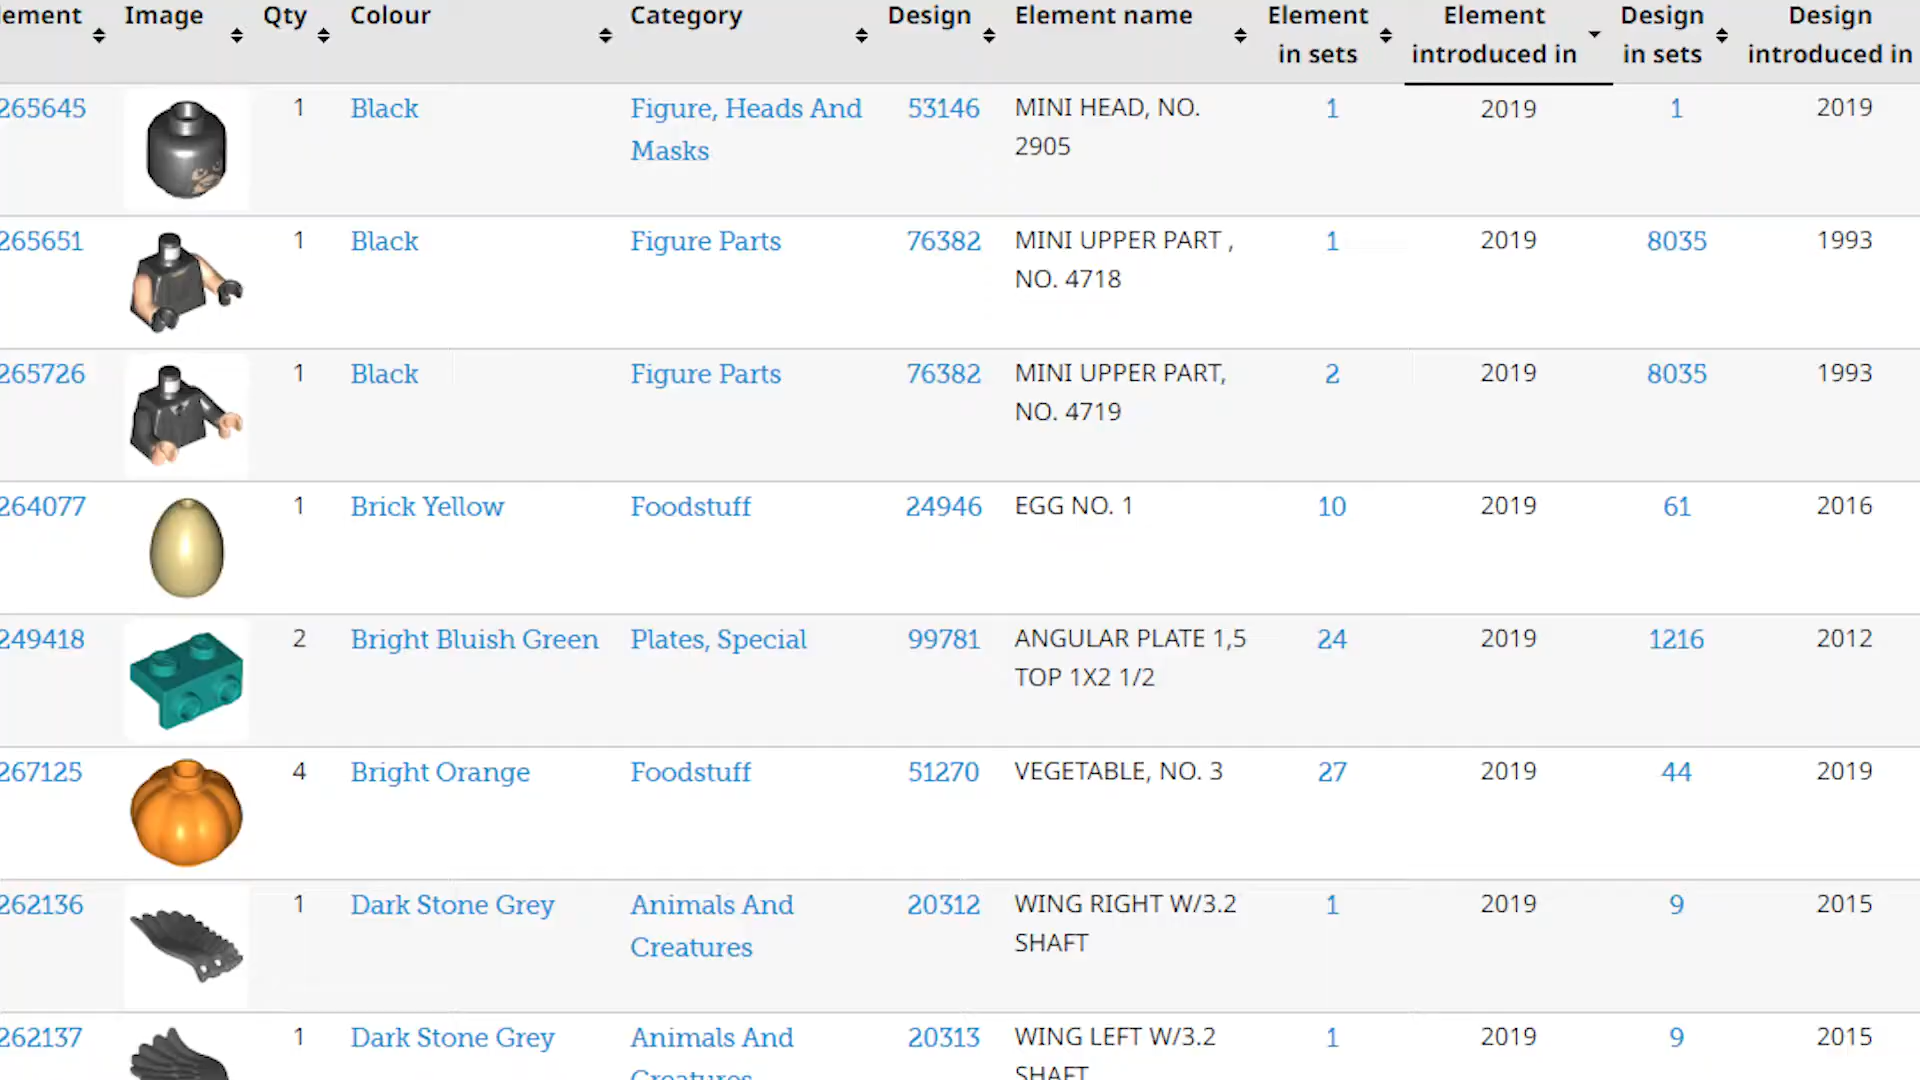 lement Image Qty Colour Category Design Element name Element in sets Element introduced in Design in sets Design introduced in
265645 1 Black Figure, Heads And Masks 53146 MINI HEAD, NO. 2905 1 2019 1 2019
265651 1 Black Figure Parts 76382 MINI UPPER PART , NO. 4718 1 2019 8035 1993
265726 1 Black Figure Parts 76382 MINI UPPER PART, NO. 4719 2 2019 8035 1993
264077 1 Brick Yellow Foodstuff 24946 EGG NO. 1 10 2019 61 2016
249418 2 Bright Bluish Green Plates, Special 99781 ANGULAR PLATE 1,5 TOP 1X2 1/2 24 2019 1216 2012
267125 4 Bright Orange Foodstuff 51270 VEGETABLE, NO. 3 27 2019 44 2019
262136 1 Dark Stone Grey Animals And Creatures 20312 WING RIGHT W/3.2 SHAFT 1 2019 9 2015
262137 1 Dark Stone Grey Animals And Creatures 20313 WING LEFT W/3.2 SHAFT 1 2019 9 2015